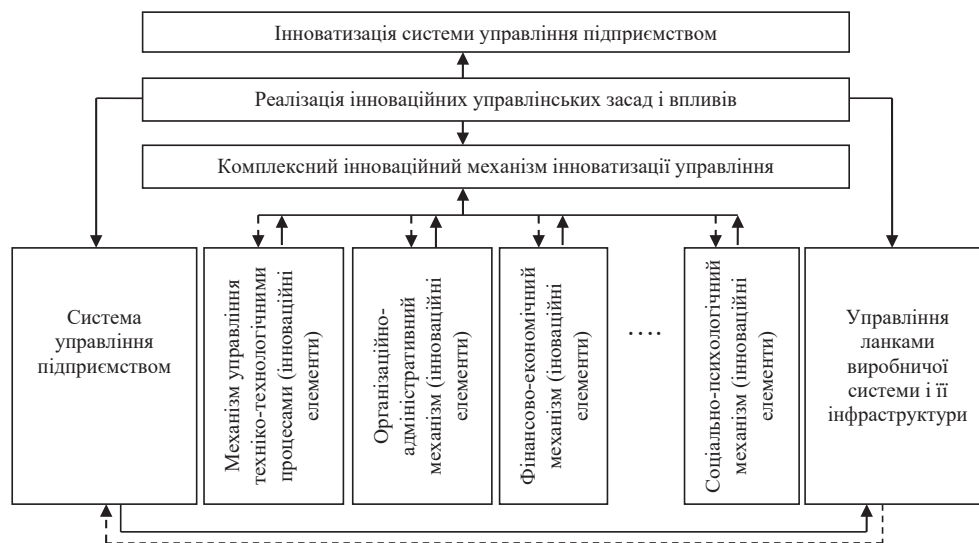 Інноватизація системи управління підприємством
Реалізація інноваційних управлінських засад і впливів
Комплексний інноваційний механізм інноватизації управління
Система
управління
підприємством
Механізм управління
техніко-технологічними
процесами (інноваційні
елементи)
Організаційно-
адміністративний
механізм (інноваційні
елементи)
Фінансово-економічний
механізм (іноваційні
елементи)
….
Соціально-психологічний
механізм (інноваційні
елементи)
Управління
ланками
виробничої
системи і її
інфраструктури